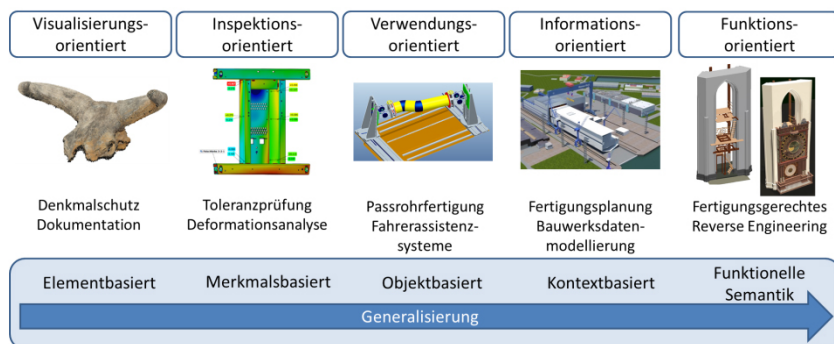 Visualisierungs-
orientiert
Inspektions-
orientiert
Verwendungs-
orientiert
Informations-
orientiert
Funktions-
orientiert
Denkmalschutz
Dokumentation
Toleranzprüfung
Deformationsanalyse
Passrohrfertigung
Fahrerassistenz-
systeme
Fertigungsplanung
Bauwerksdaten-
modellierung
Fertigungsgerechtes
Reverse Engineering
Elementbasiert
Merkmalsbasiert
Objektbasiert
Kontextbasiert
Funktionelle
Semantik
Generalisierung